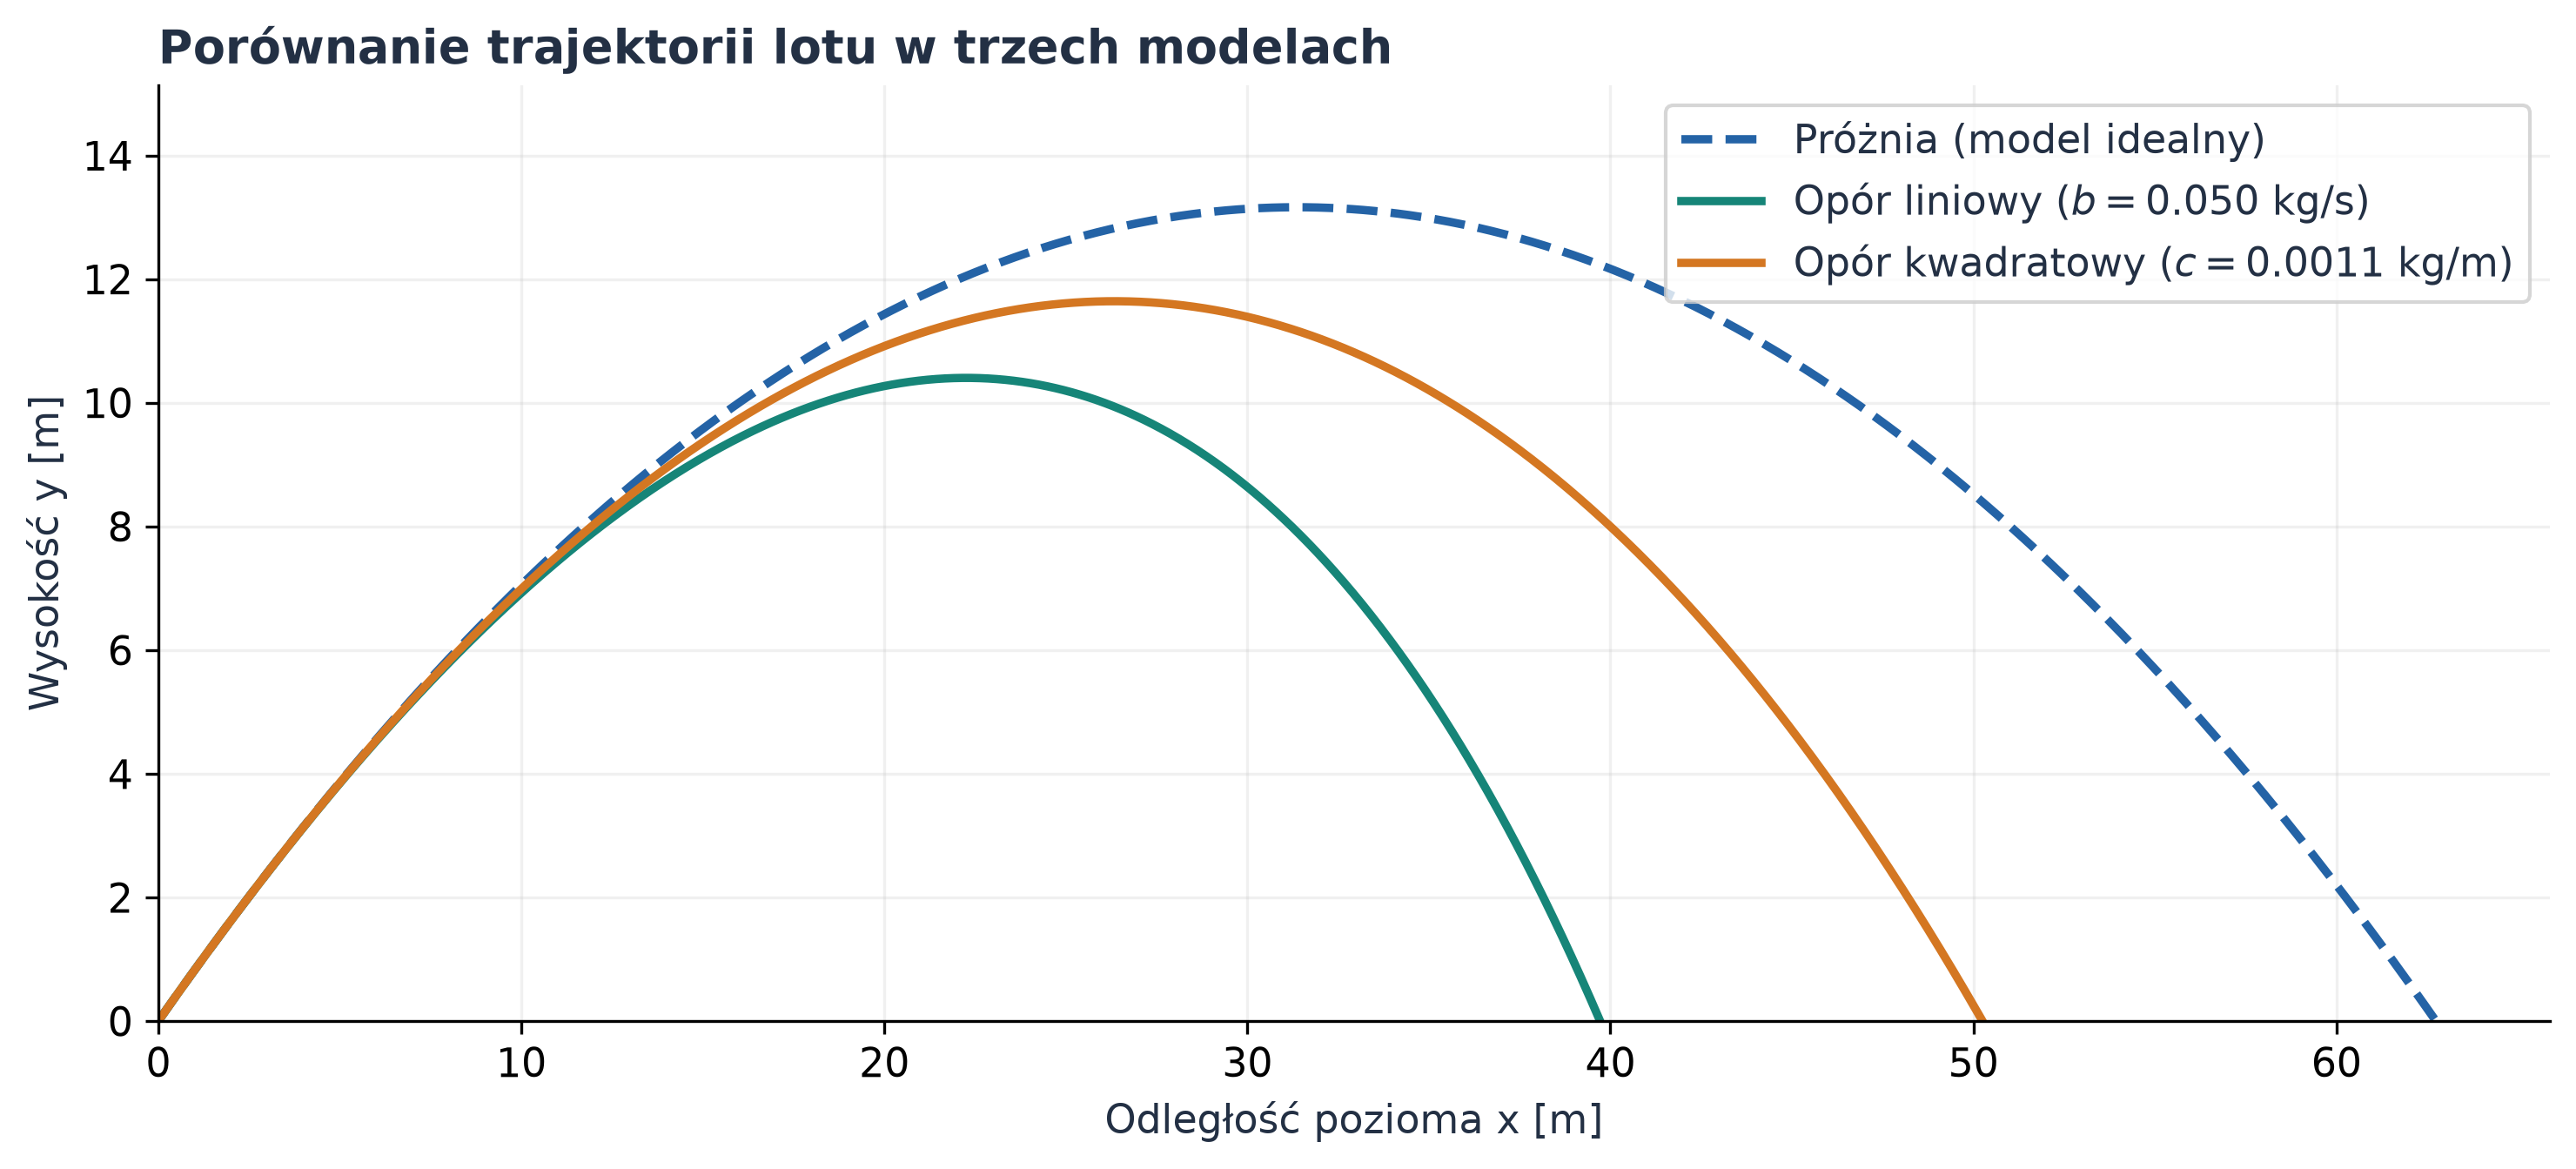 Porównanie trajektorii lotu w trzech modelach
Próżnia (model idealny)
Opór liniowy (b = 0.050 kg/s)
Opór kwadratowy (c = 0.0011 kg/m)
Wysokość y [m]
14
12
10
8
6
4
2
0
0 10 20 30 40 50 60
Odległość pozioma x [m]